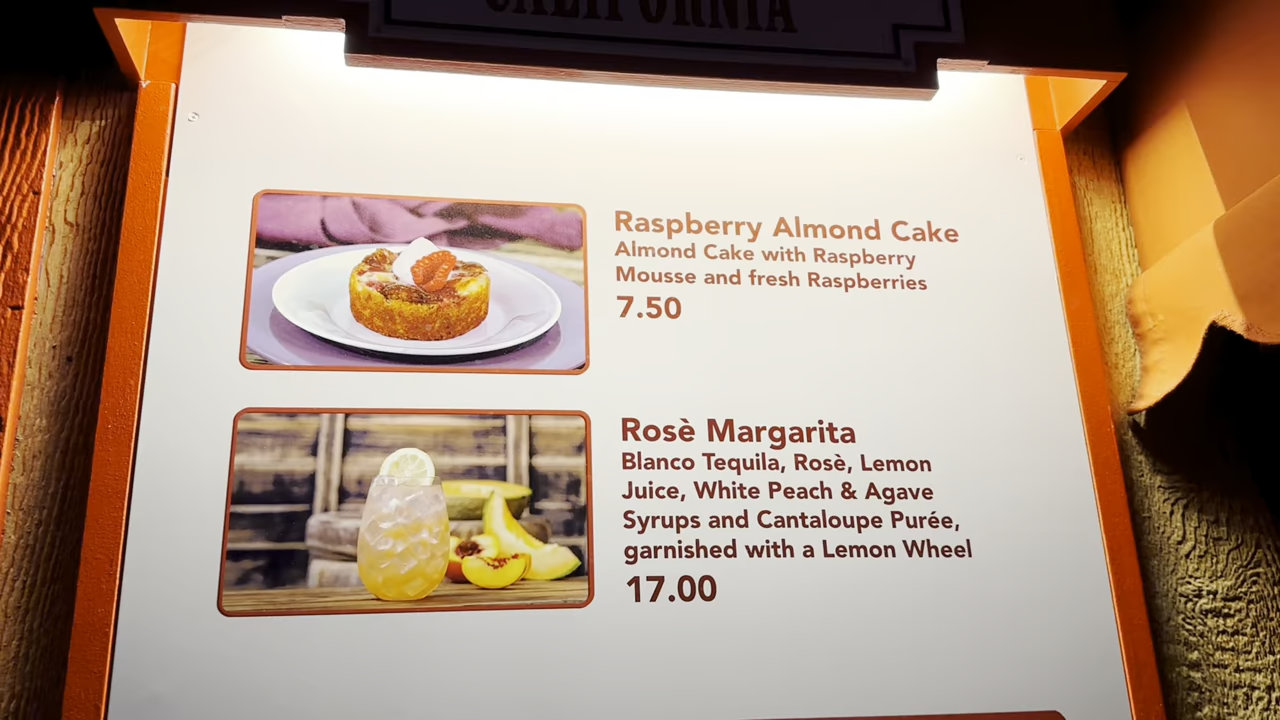 CALIFORNIA
Raspberry Almond Cake
Almond Cake with Raspberry
Mousse and fresh Raspberries
7.50
Rosè Margarita
Blanco Tequila, Rosè, Lemon
Juice, White Peach & Agave
Syrups and Cantaloupe Purée,
garnished with a Lemon Wheel
17.00